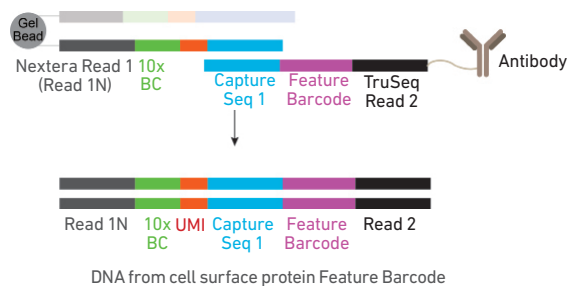 Gel
Bead
Nextera Read 1
(Read 1N)
10x
BC
Capture
Seq 1
Feature
Barcode
TruSeq
Read 2
Antibody
Read 1N
10x
BC
UMI
Capture
Seq 1
Feature
Barcode
Read 2
DNA from cell surface protein Feature Barcode